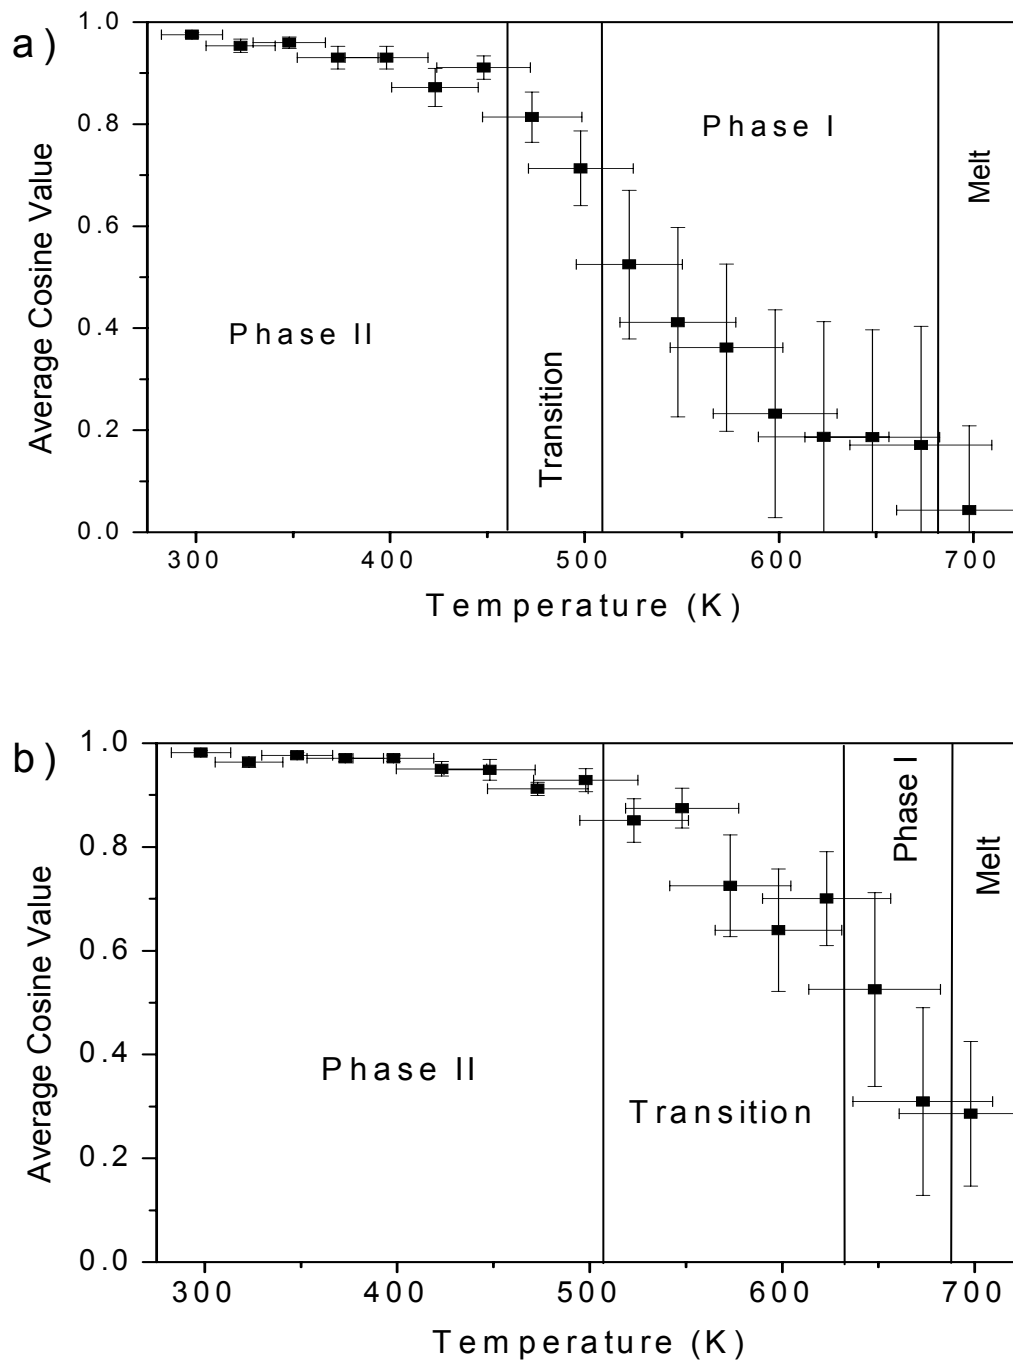 a)
1.0
0.8
0.6
0.4
0.2
0.0
Average Cosine Value
Phase II
Transition
Phase I
Melt
300 400 500 600 700
Temperature (K)
b)
1.0
0.8
0.6
0.4
0.2
0.0
Average Cosine Value
Phase II
Transition
Phase I
Melt
300 400 500 600 700
Temperature (K)